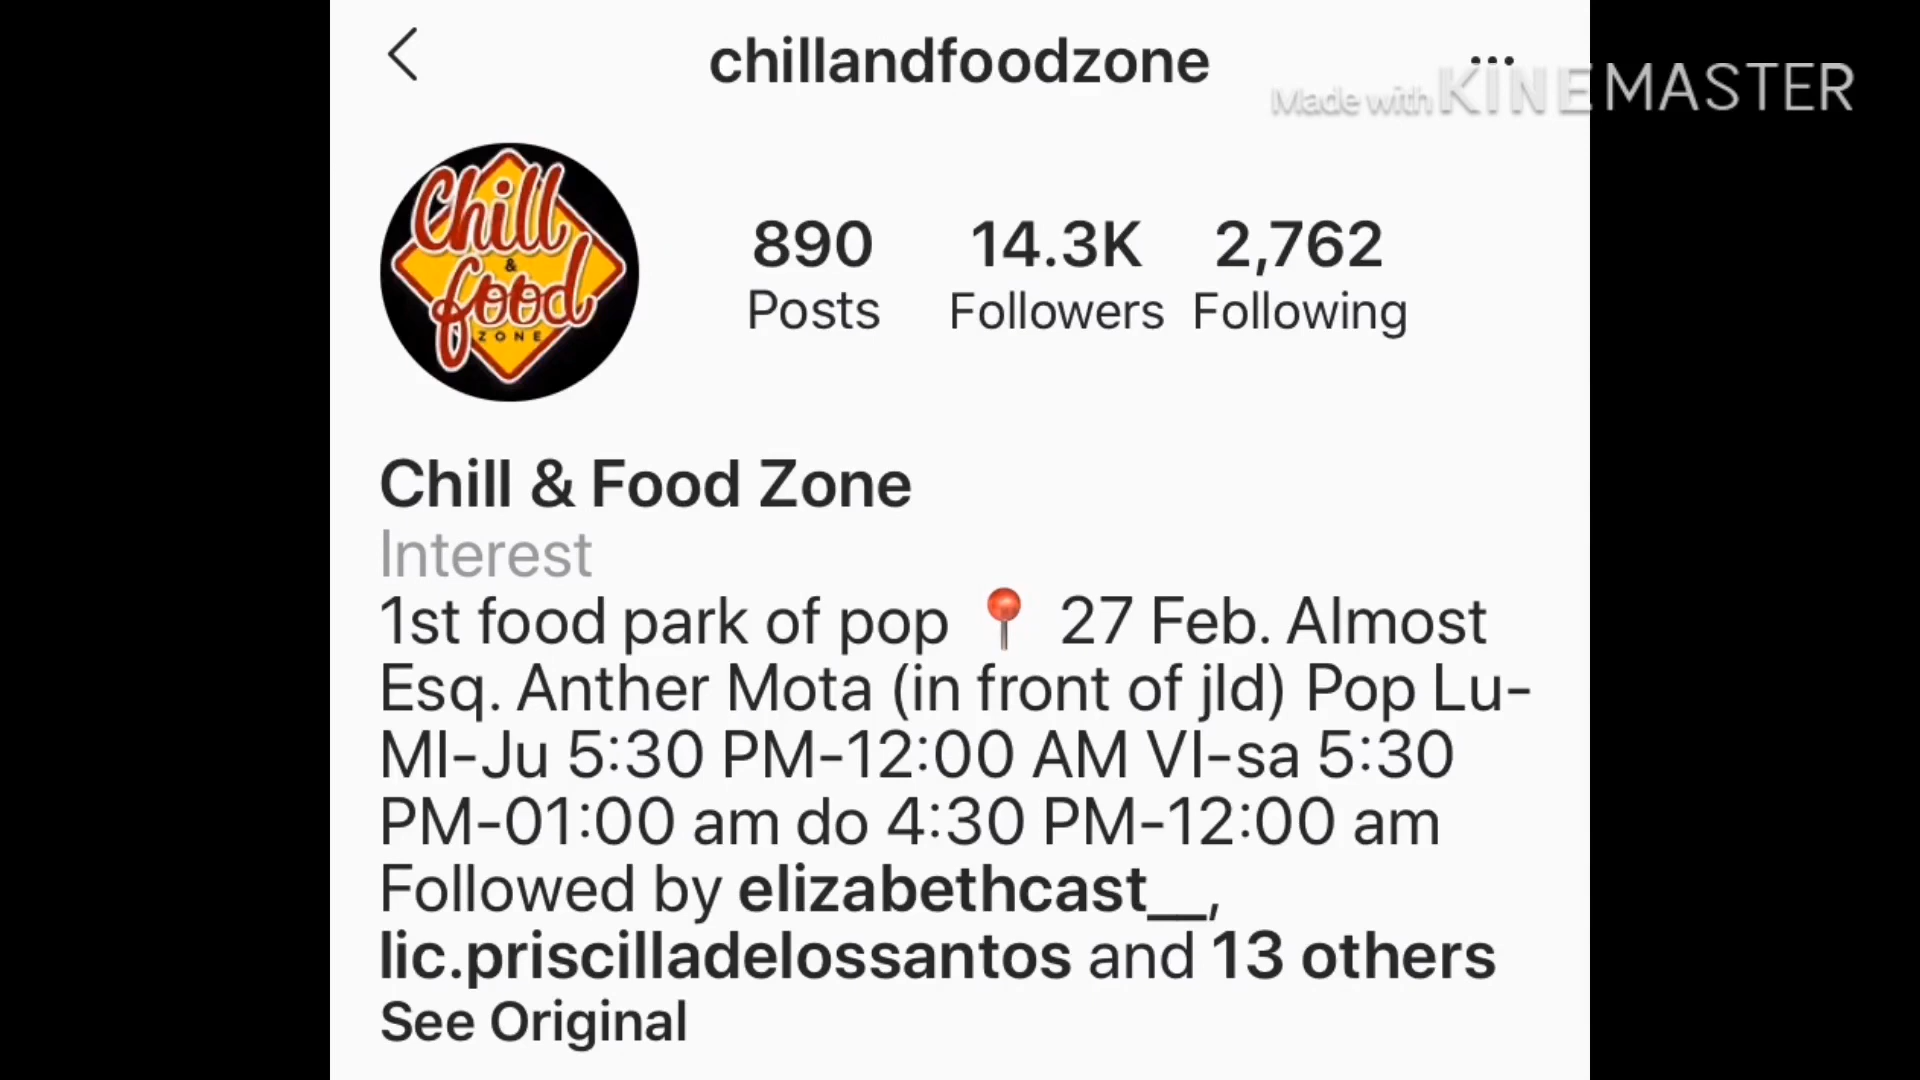 chillandfoodzone
...
Made with KINEMASTER
Chill
&
food
ZONE
890 14.3K 2,762
Posts Followers Following
Chill & Food Zone
Interest
1st food park of pop 📍 27 Feb. Almost
Esq. Anther Mota (in front of jld) Pop Lu-
MI-Ju 5:30 PM-12:00 AM VI-sa 5:30
PM-01:00 am do 4:30 PM-12:00 am
Followed by elizabethcast__,
lic.priscilladelossantos and 13 others
See Original